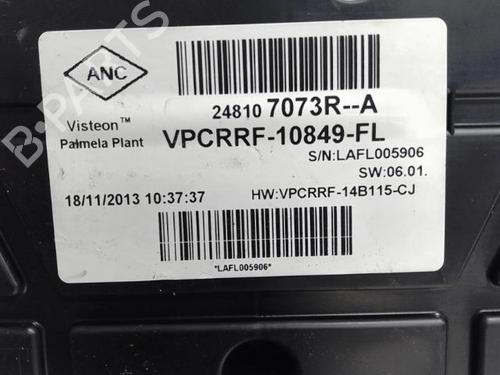 ANC
24810 7073R--A
Visteon™
Palmela Plant
VPCRRF-10849-FL
S/N:LAFL005906
SW:06.01.
18/11/2013 10:37:37
HW:VPCRRF-14B115-CJ
*LAFL005906*
B-PARTS